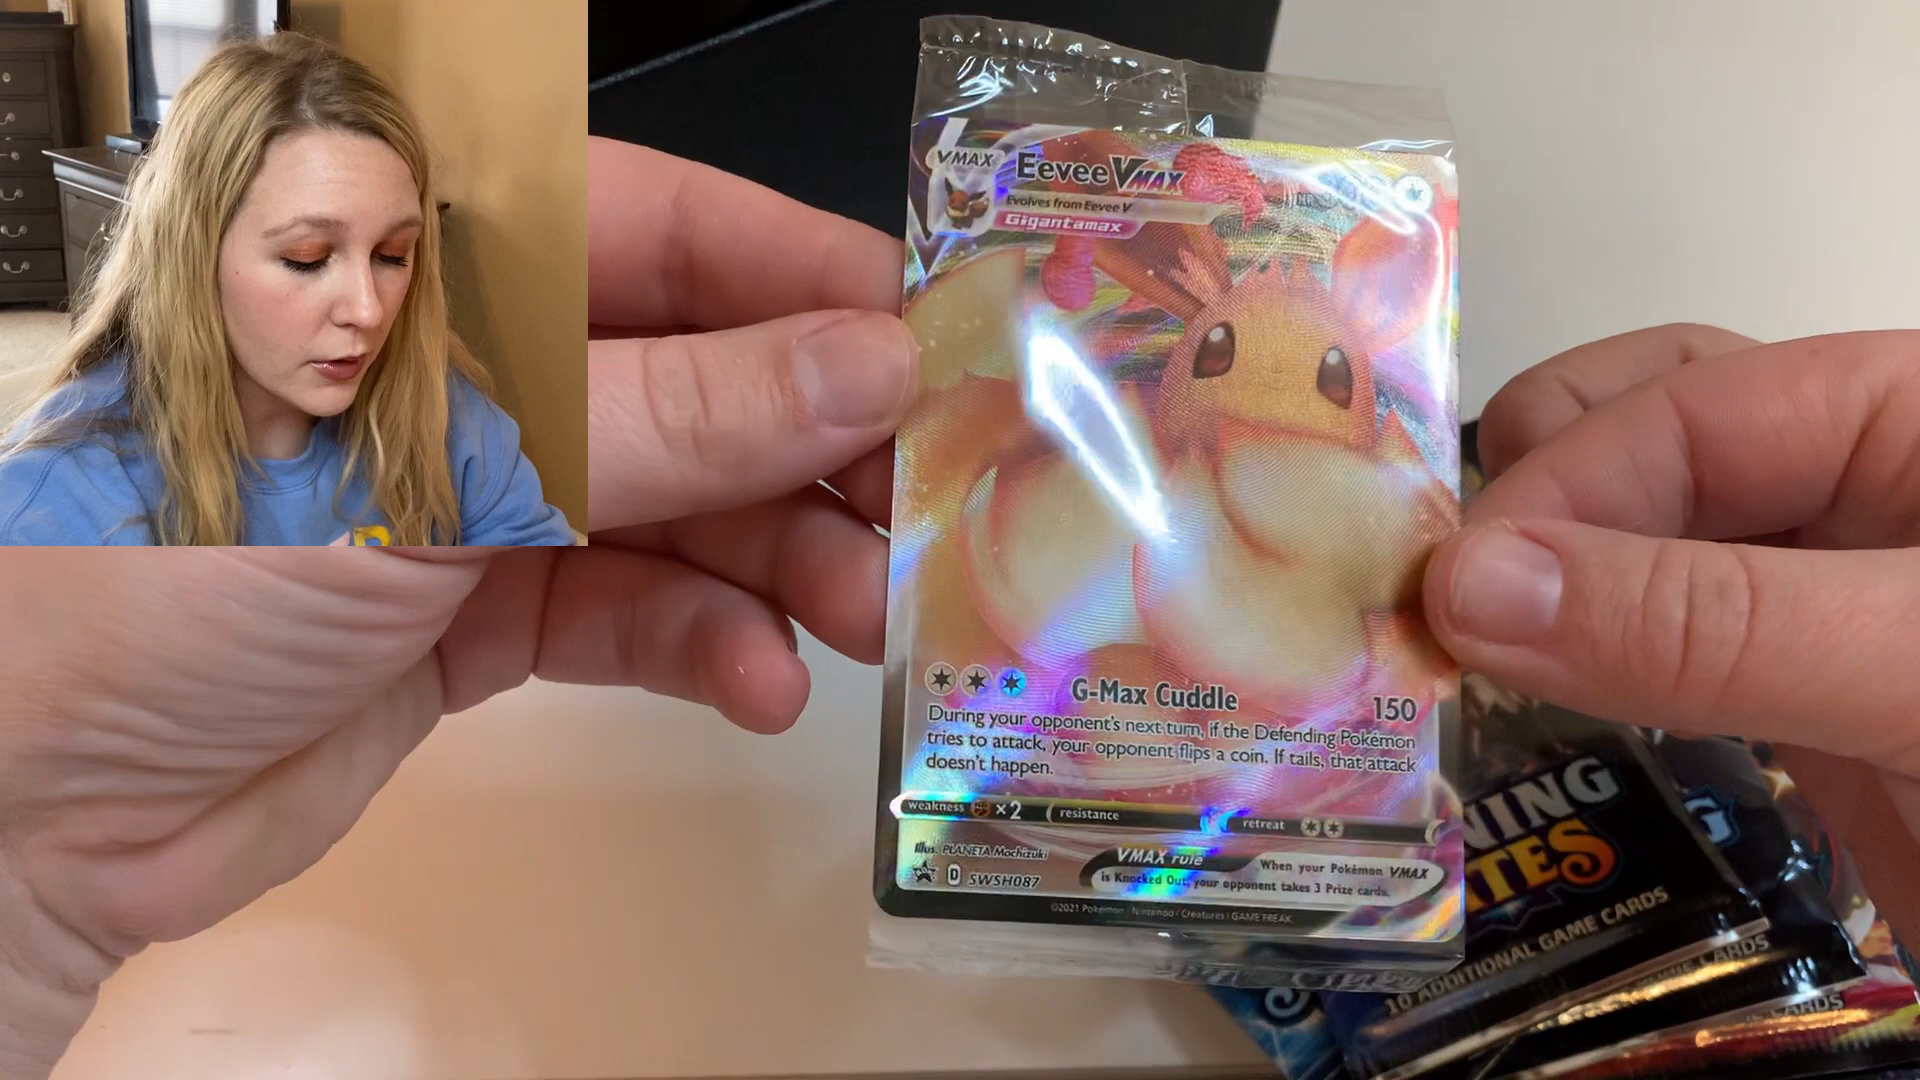 VMAX
EeveeVMAX
Evolves from Eevee V
Gigantamax
G-Max Cuddle 150
During your opponent's next turn, if the Defending Pokémon
tries to attack, your opponent flips a coin. If tails, that attack
doesn't happen.
weakness ×2 resistance retreat
Illus. PLANETA Mochizuki
D SWSH087
VMAX rule When your Pokémon VMAX
is Knocked Out, your opponent takes 3 Prize cards.
©2021 Pokémon / Nintendo / Creatures / GAME FREAK
NING
TES
G
10 ADDITIONAL GAME CARDS
CARDS
CARDS